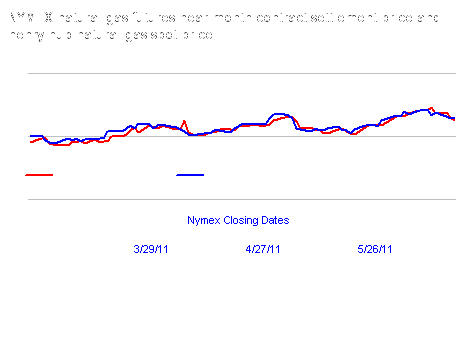 NYMEX natural gas futures near-month contract settlement price and
henry hub natural gas spot price
Nymex Closing Dates
3/29/11 4/27/11 5/26/11